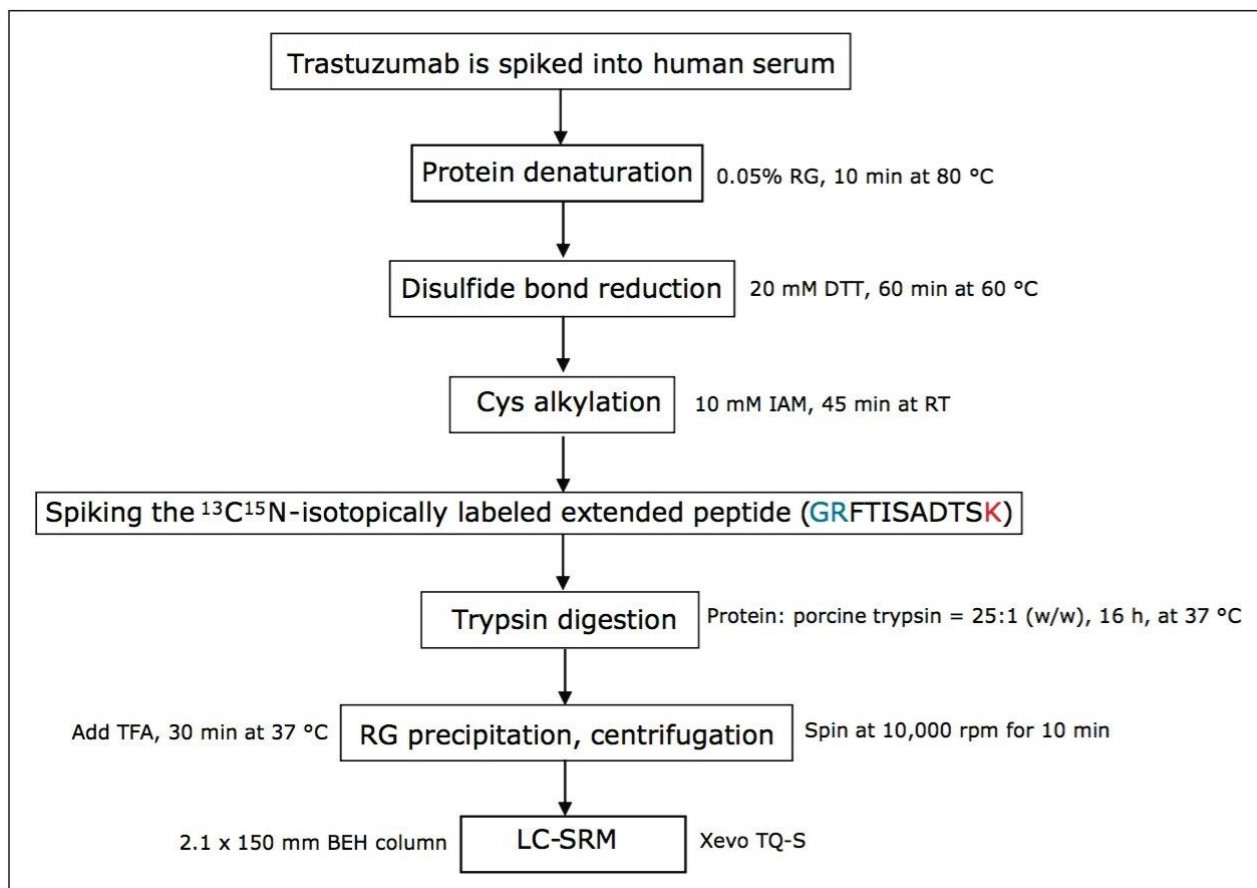 Trastuzumab is spiked into human serum
Protein denaturation
0.05% RG, 10 min at 80 °C
Disulfide bond reduction
20 mM DTT, 60 min at 60 °C
Cys alkylation
10 mM IAM, 45 min at RT
Spiking the ¹³C¹⁵N-isotopically labeled extended peptide (GRFTISADTSK)
Trypsin digestion
Protein: porcine trypsin = 25:1 (w/w), 16 h, at 37 °C
Add TFA, 30 min at 37 °C
RG precipitation, centrifugation
Spin at 10,000 rpm for 10 min
2.1 x 150 mm BEH column
LC-SRM
Xevo TQ-S